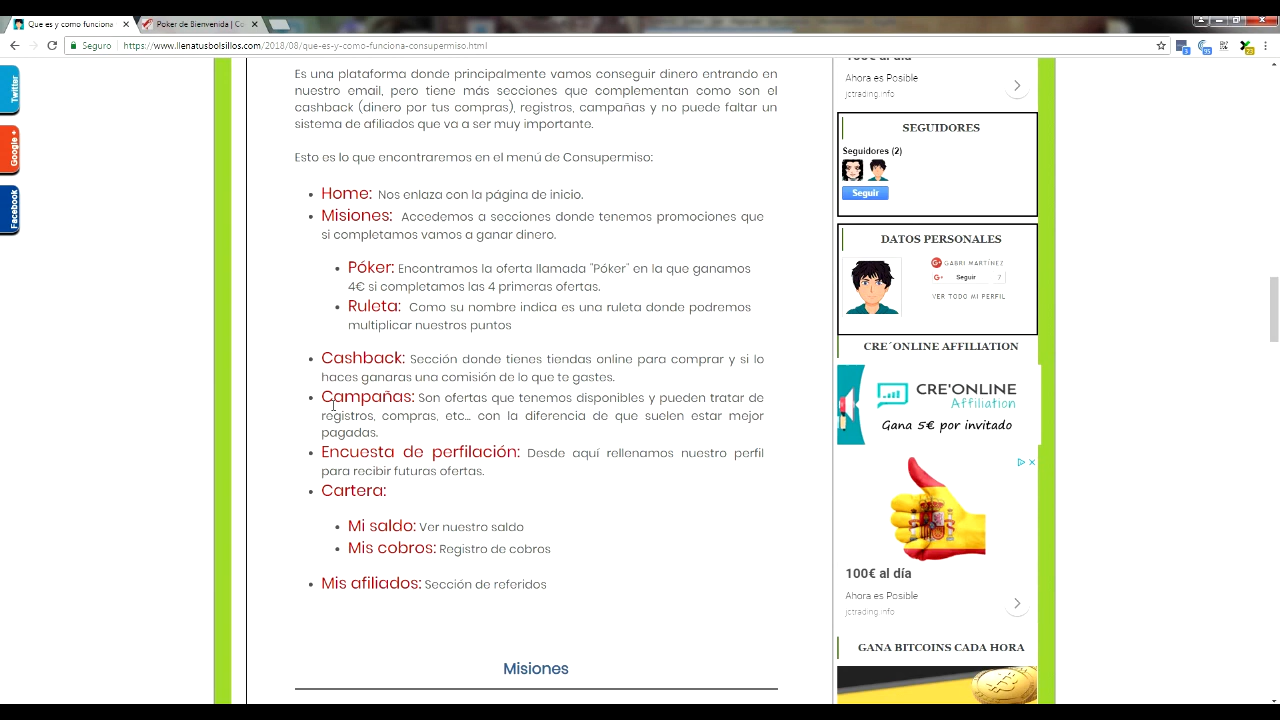 Que es y como funciona
Poker de Bienvenida | Co
Seguro
https://www.llenatusbolsillos.com/2018/08/que-es-y-como-funciona-consupermiso.html
Twitter
Google +
Facebook
Es una plataforma donde principalmente vamos conseguir dinero entrando en
nuestro email, pero tiene más secciones que complementan como son el
cashback (dinero por tus compras), registros, campañas y no puede faltar un
sistema de afiliados que va a ser muy importante.
Esto es lo que encontraremos en el menú de Consupermiso:
• Home: Nos enlaza con la página de inicio.
• Misiones: Accedemos a secciones donde tenemos promociones que
si completamos vamos a ganar dinero.
• Póker: Encontramos la oferta llamada "Póker" en la que ganamos
4€ si completamos las 4 primeras ofertas.
• Ruleta: Como su nombre indica es una ruleta donde podremos
multiplicar nuestros puntos
• Cashback: Sección donde tienes tiendas online para comprar y si lo
haces ganaras una comisión de lo que te gastes.
• Campañas: Son ofertas que tenemos disponibles y pueden tratar de
registros, compras, etc... con la diferencia de que suelen estar mejor
pagadas.
• Encuesta de perfilación: Desde aquí rellenamos nuestro perfil
para recibir futuras ofertas.
• Cartera:
• Mi saldo: Ver nuestro saldo
• Mis cobros: Registro de cobros
• Mis afiliados: Sección de referidos
Misiones
100€ al día
Ahora es Posible
jctrading.info
SEGUIDORES
Seguidores (2)
Seguir
DATOS PERSONALES
GABRI MARTÍNEZ
G+ Seguir 7
VER TODO MI PERFIL
CRE´ONLINE AFFILIATION
CRE'ONLINE
Affiliation
Gana 5€ por invitado
100€ al día
Ahora es Posible
jctrading.info
GANA BITCOINS CADA HORA